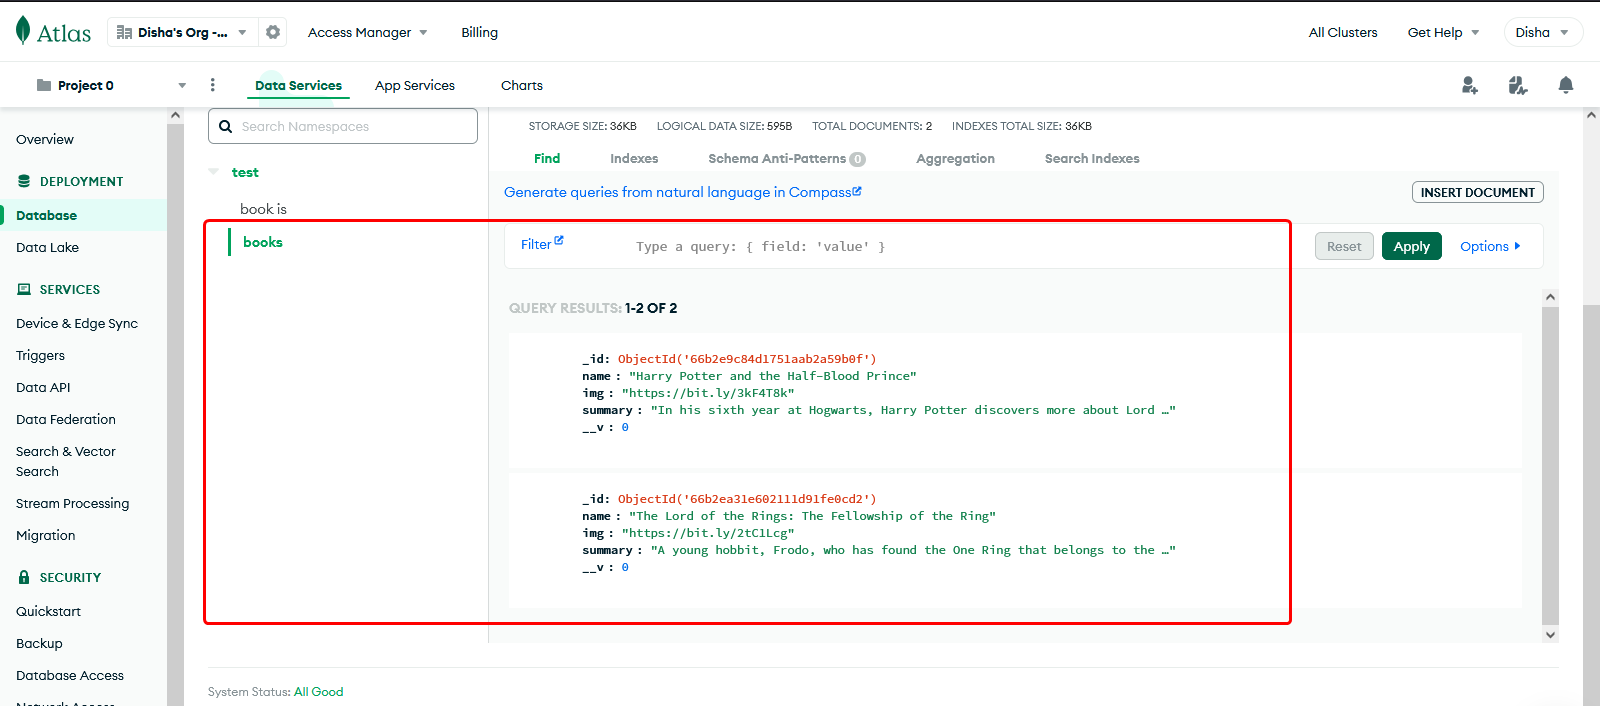 Atlas
Disha's Org -...
Access Manager
Billing
All Clusters
Get Help
Disha
Project 0
Data Services
App Services
Charts
Overview
DEPLOYMENT
Database
Data Lake
SERVICES
Device & Edge Sync
Triggers
Data API
Data Federation
Search & Vector
Search
Stream Processing
Migration
SECURITY
Quickstart
Backup
Database Access
Network Access
Search Namespaces
test
book is
books
STORAGE SIZE: 36KB LOGICAL DATA SIZE: 595B TOTAL DOCUMENTS: 2 INDEXES TOTAL SIZE: 36KB
Find Indexes Schema Anti-Patterns 0 Aggregation Search Indexes
Generate queries from natural language in Compass
INSERT DOCUMENT
Filter
Type a query: { field: 'value' }
Reset
Apply
Options
QUERY RESULTS: 1-2 OF 2
_id: ObjectId('66b2e9c84d1751aab2a59b0f')
name : "Harry Potter and the Half-Blood Prince"
img : "https://bit.ly/3kF4T8k"
summary : "In his sixth year at Hogwarts, Harry Potter discovers more about Lord …"
__v : 0
_id: ObjectId('66b2ea31e602111d91fe0cd2')
name : "The Lord of the Rings: The Fellowship of the Ring"
img : "https://bit.ly/2tC1Lcg"
summary : "A young hobbit, Frodo, who has found the One Ring that belongs to the …"
__v : 0
System Status: All Good